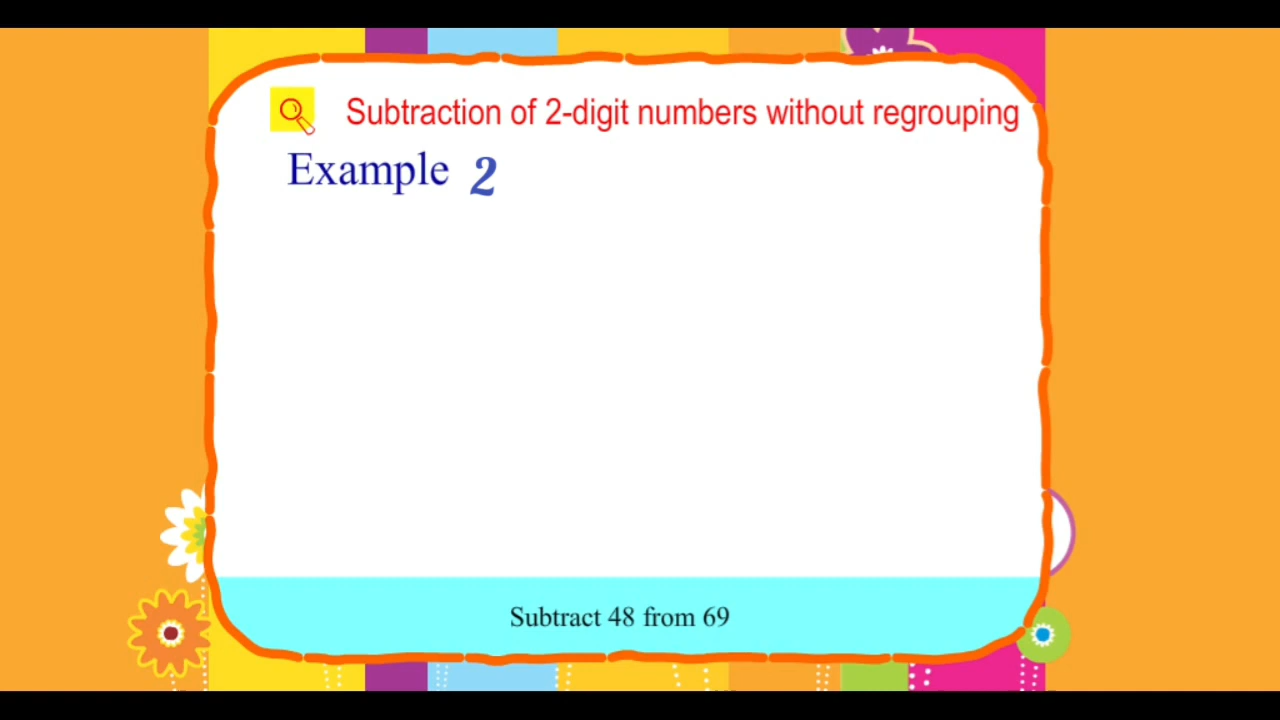 Subtraction of 2-digit numbers without regrouping
Example 2
Subtract 48 from 69